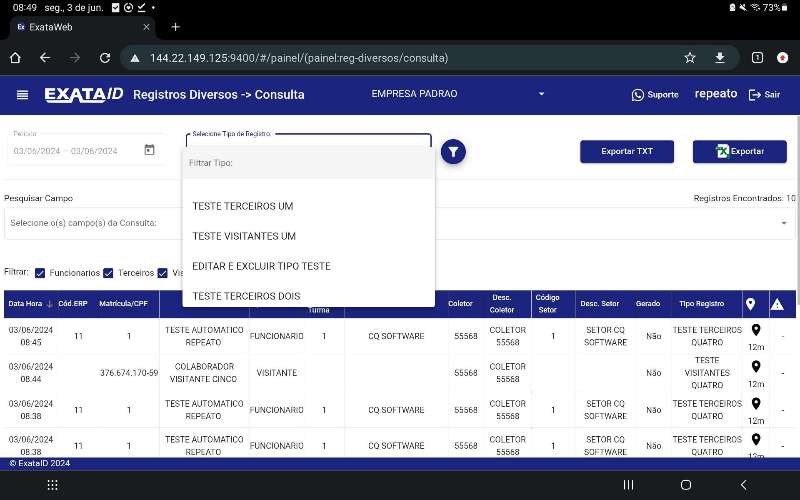 08:49 seg., 3 de jun.
73%
Ex ExataWeb
144.22.149.125:9400/#/painel/(painel:reg-diversos/consulta)
1
EXATAID Registros Diversos -> Consulta
EMPRESA PADRAO
Suporte
repeato
Sair
Período
03/06/2024 – 03/06/2024
Selecione Tipo de Registro:
Filtrar Tipo:
TESTE TERCEIROS UM
TESTE VISITANTES UM
EDITAR E EXCLUIR TIPO TESTE
TESTE TERCEIROS DOIS
Exportar TXT
Exportar
Pesquisar Campo
Registros Encontrados: 10
Selecione o(s) campo(s) da Consulta:
Filtrar: Funcionarios Terceiros Vis
Data Hora Cód.ERP Matrícula/CPF Turma Coletor Desc. Coletor Código Setor Desc. Setor Gerado Tipo Registro
03/06/2024 08:45 11 1 TESTE AUTOMATICO REPEATO FUNCIONARIO 1 CQ SOFTWARE 55568 COLETOR 55568 1 SETOR CQ SOFTWARE Não TESTE TERCEIROS QUATRO 12m -
03/06/2024 08:44 376.674.170-59 COLABORADOR VISITANTE CINCO VISITANTE 55568 COLETOR 55568 Não TESTE VISITANTES QUATRO 12m -
03/06/2024 08:38 11 1 TESTE AUTOMATICO REPEATO FUNCIONARIO 1 CQ SOFTWARE 55568 COLETOR 55568 1 SETOR CQ SOFTWARE Não TESTE TERCEIROS QUATRO 12m -
03/06/2024 08:38 11 1 TESTE AUTOMATICO REPEATO FUNCIONARIO 1 CQ SOFTWARE 55568 COLETOR 55568 1 SETOR CQ SOFTWARE Não TESTE TERCEIROS QUATRO 12m -
© ExataID 2024